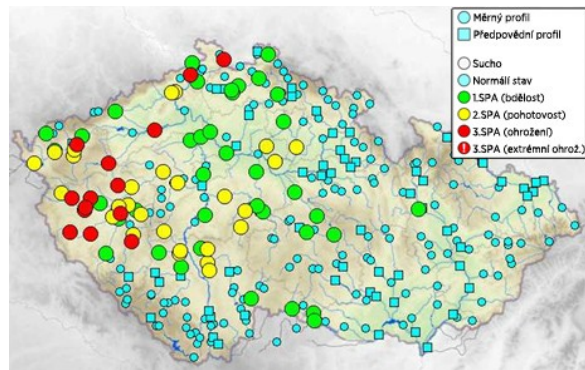 Měrný profil
Předpovědní profil
Sucho
Normálí stav
1.SPA (bdělost)
2.SPA (pohotovost)
3.SPA (ohrožení)
3.SPA (extrémní ohrož.)